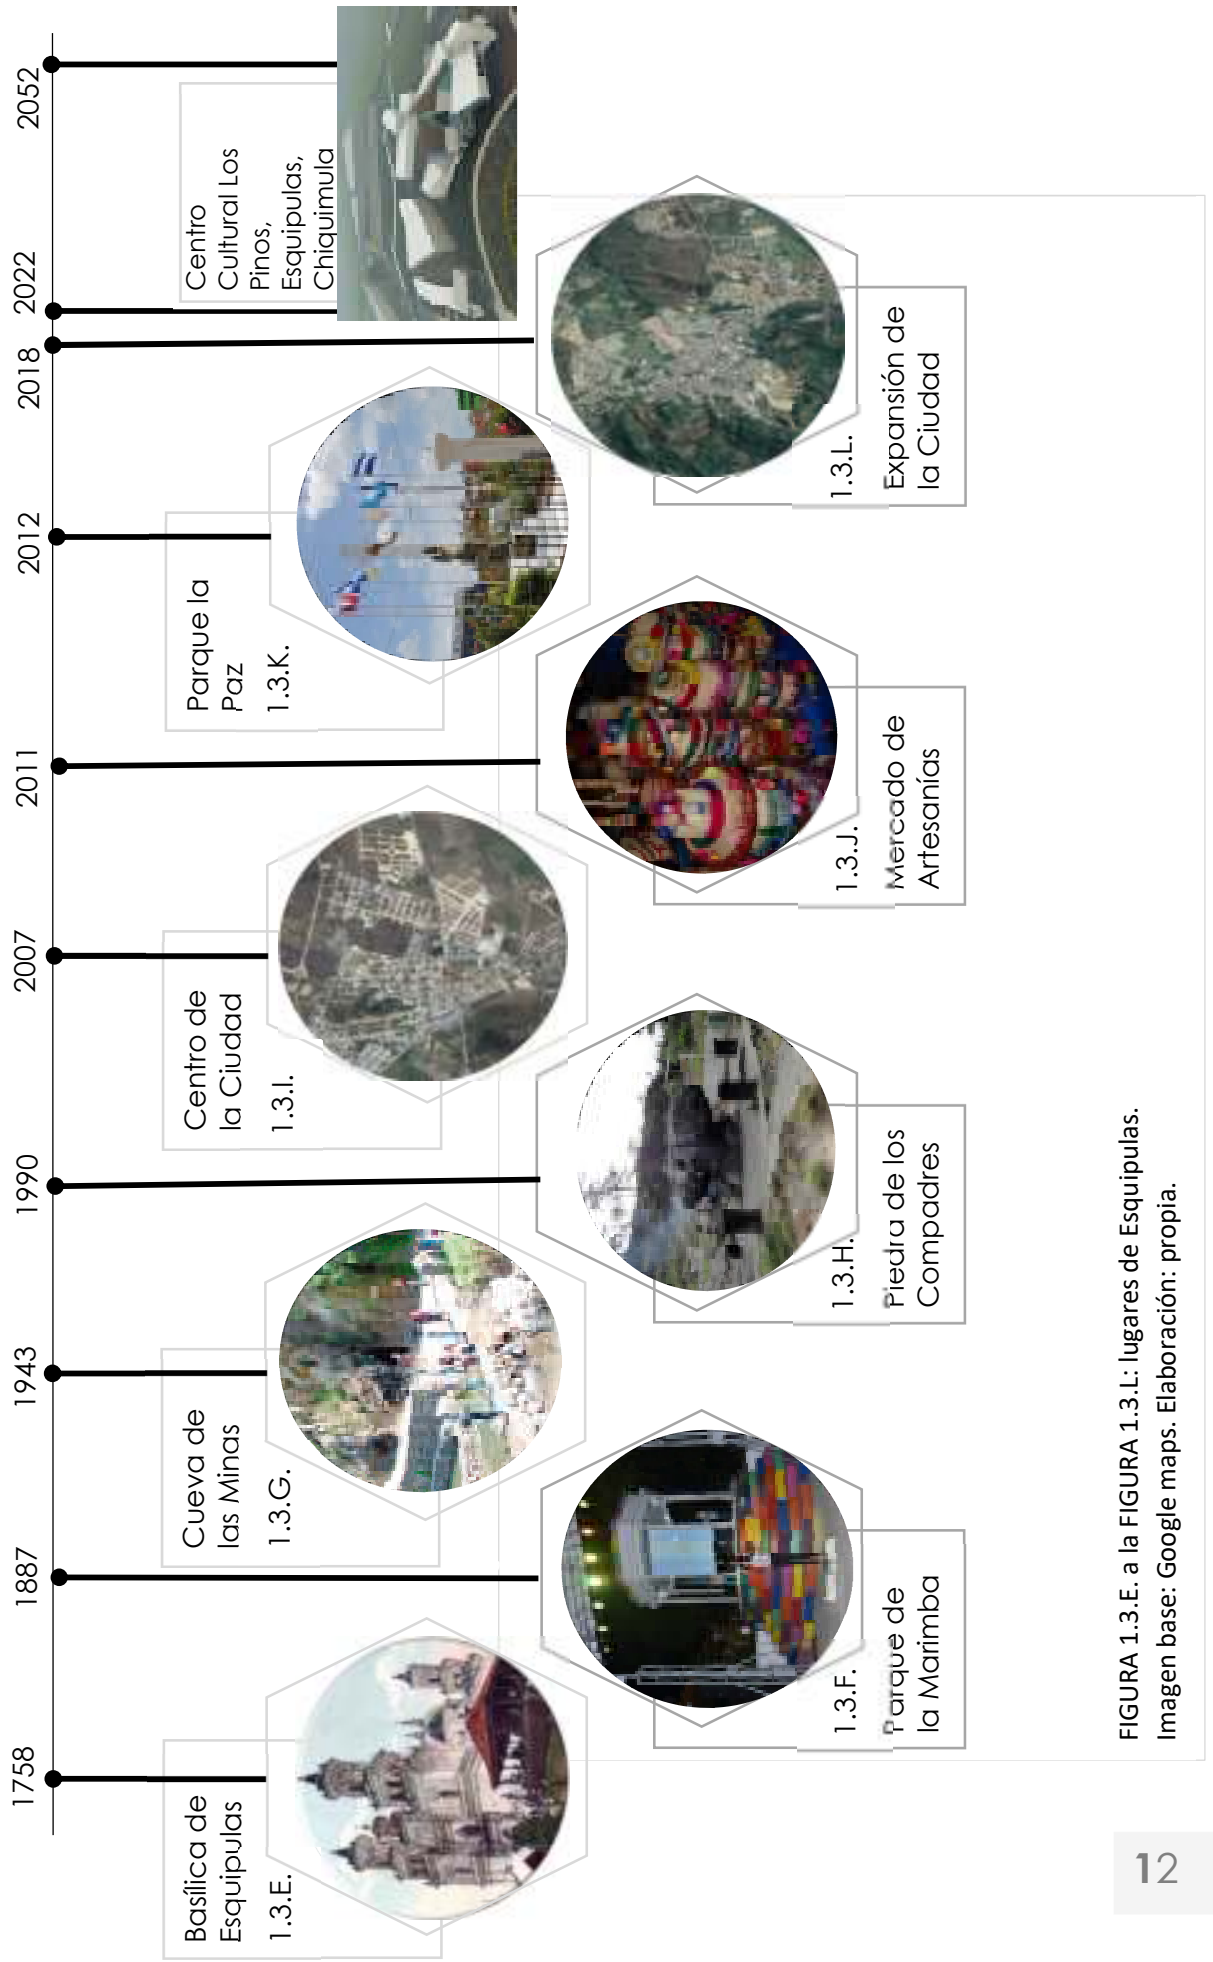 1758
1887
1943
1990
2007
2011
2012
2018
2022
2052
Basílica de
Esquipulas
1.3.E.
1.3.F.
Parque de
la Marimba
Cueva de
las Minas
1.3.G.
1.3.H.
Piedra de los
Compadres
Centro de
la Ciudad
1.3.I.
1.3.J.
Mercado de
Artesanías
Parque la
Paz
1.3.K.
1.3.L.
Expansión de
la Ciudad
Centro
Cultural Los
Pinos,
Esquipulas,
Chiquimula
FIGURA 1.3.E. a la FIGURA 1.3.L: lugares de Esquipulas.
Imagen base: Google maps. Elaboración: propia.
12